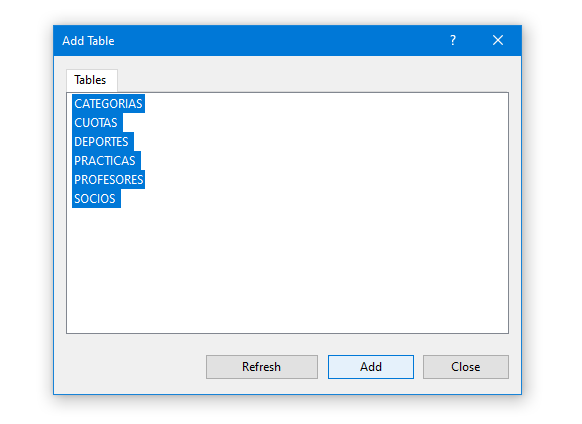 Add Table
?
Tables
CATEGORIAS
CUOTAS
DEPORTES
PRACTICAS
PROFESORES
SOCIOS
Refresh Add Close